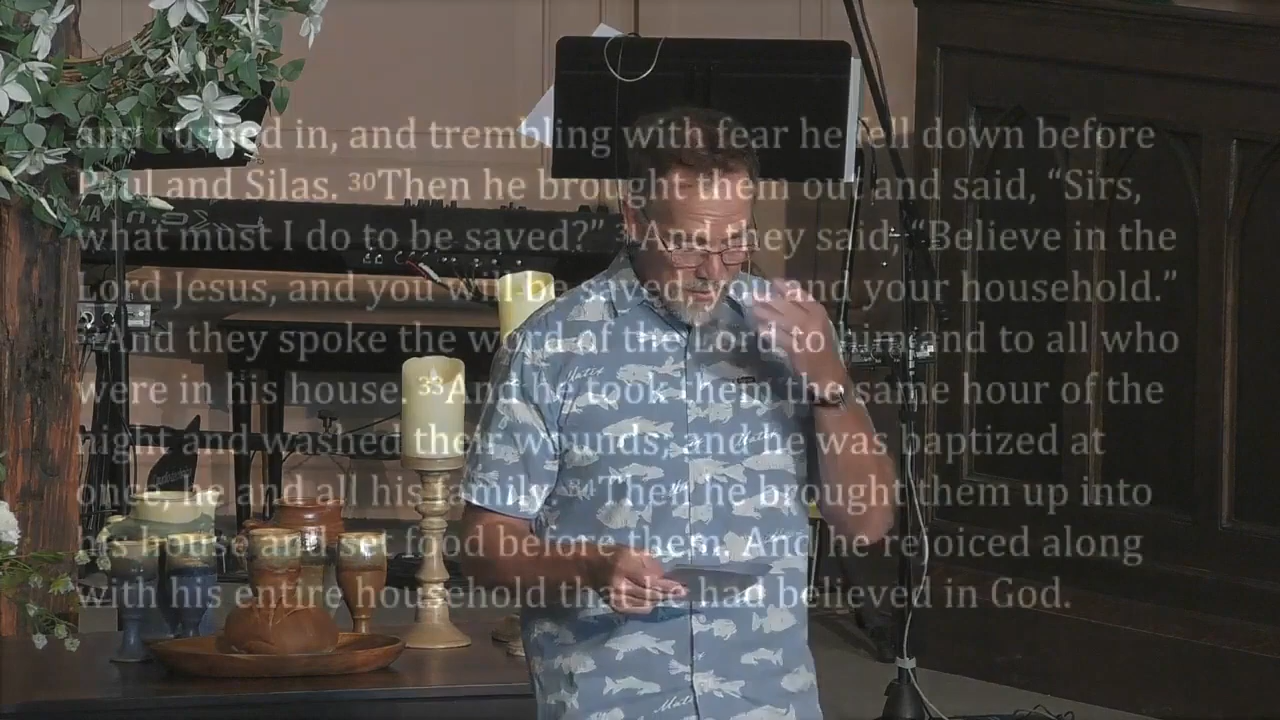 and rushed in, and trembling with fear he fell down before
Paul and Silas. 30Then he brought them out and said, “Sirs,
what must I do to be saved?” 31And they said, “Believe in the
Lord Jesus, and you will be saved, you and your household.”
32And they spoke the word of the Lord to him and to all who
were in his house. 33And he took them the same hour of the
night and washed their wounds; and he was baptized at
once, he and all his family. 34Then he brought them up into
his house and set food before them. And he rejoiced along
with his entire household that he had believed in God.